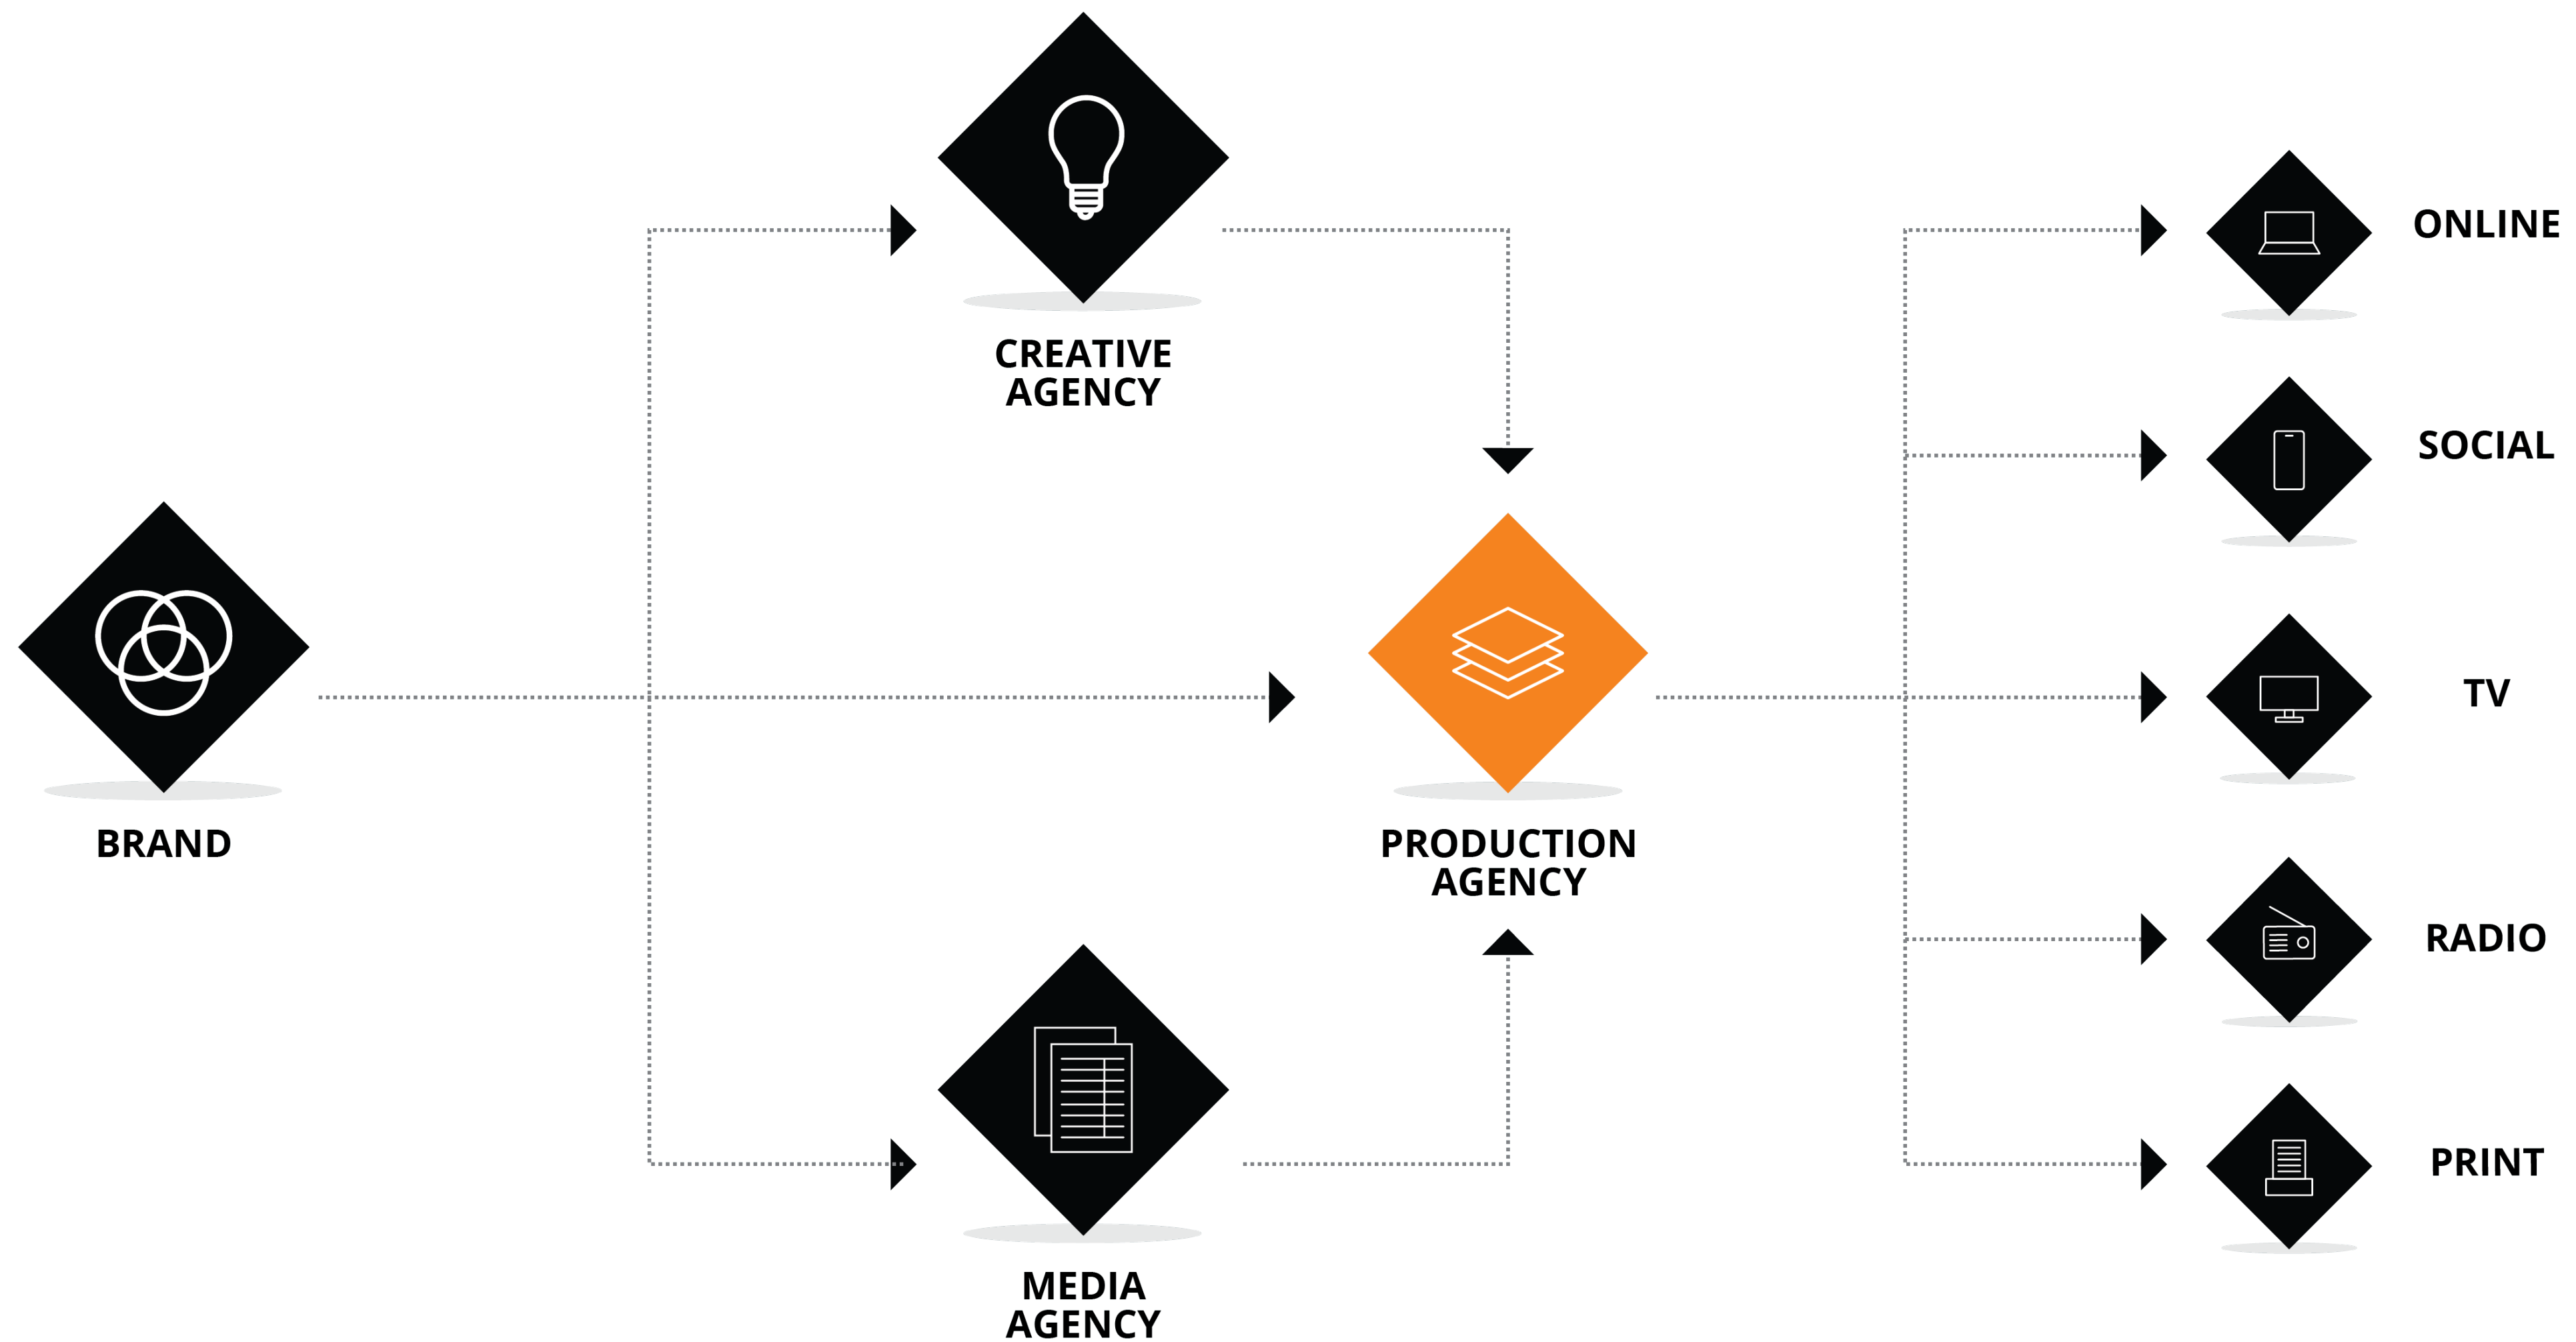 CREATIVE
AGENCY
BRAND
PRODUCTION
AGENCY
MEDIA
AGENCY
ONLINE
SOCIAL
TV
RADIO
PRINT